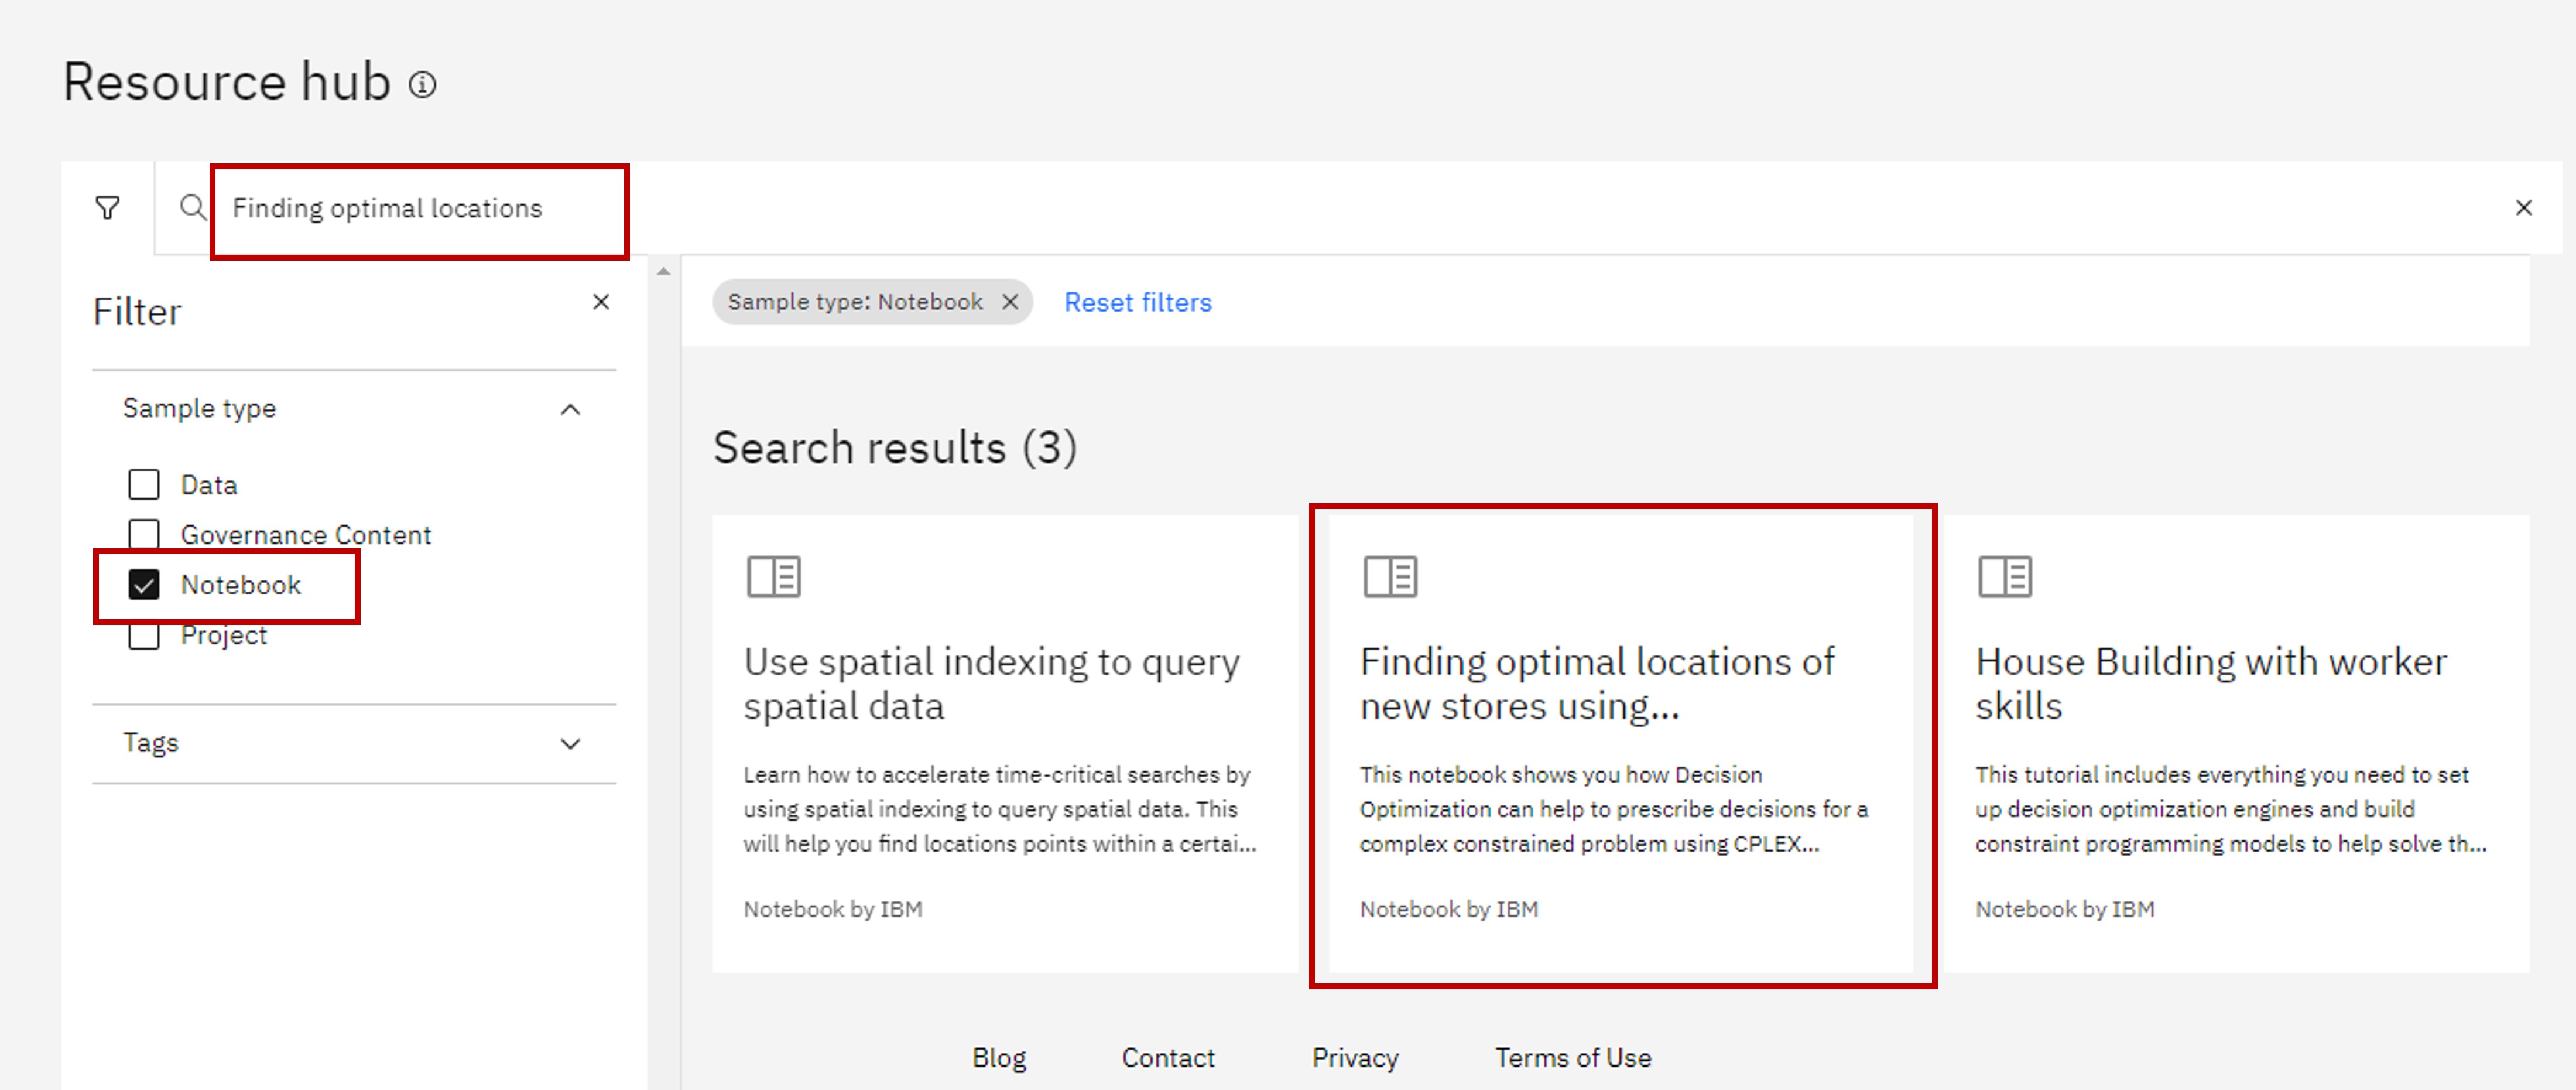 Resource hub
Finding optimal locations
Filter
Sample type
Data
Governance Content
Notebook
Project
Tags
Sample type: Notebook
Reset filters
Search results (3)
Use spatial indexing to query
spatial data
Learn how to accelerate time-critical searches by
using spatial indexing to query spatial data. This
will help you find locations points within a certai...
Notebook by IBM
Finding optimal locations of
new stores using...
This notebook shows you how Decision
Optimization can help to prescribe decisions for a
complex constrained problem using CPLEX...
Notebook by IBM
House Building with worker
skills
This tutorial includes everything you need to set
up decision optimization engines and build
constraint programming models to help solve th...
Notebook by IBM
Blog
Contact
Privacy
Terms of Use